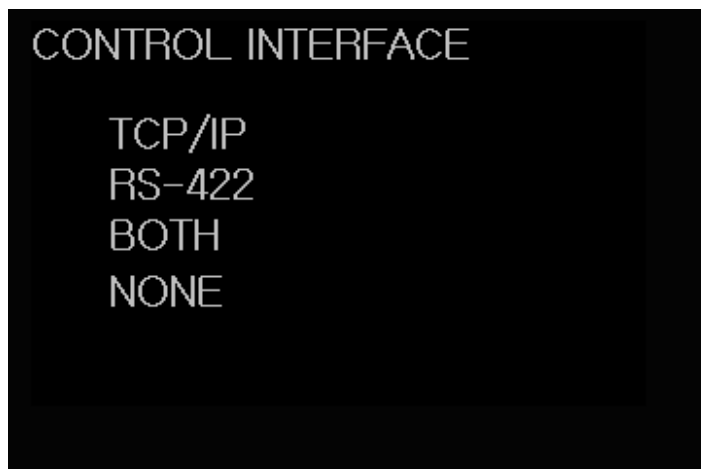 CONTROL INTERFACE
TCP/IP
RS-422
BOTH
NONE